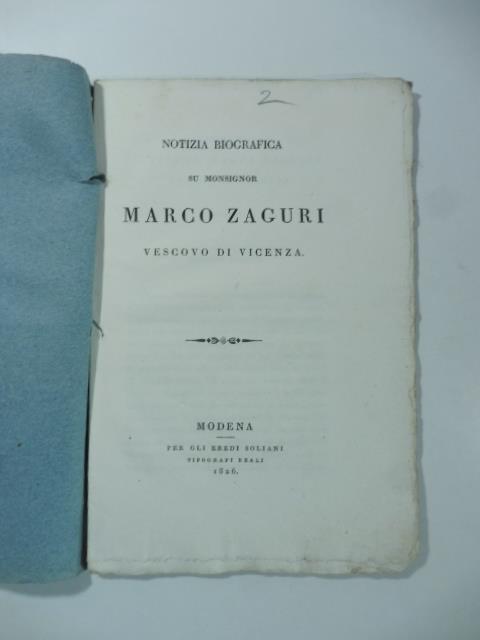 2
NOTIZIA BIOGRAFICA
SU MONSIGNOR
MARCO ZAGURI
VESCOVO DI VICENZA.
MODENA
PER GLI EREDI SOLIANI
TIPOGRAFI REALI
1826.